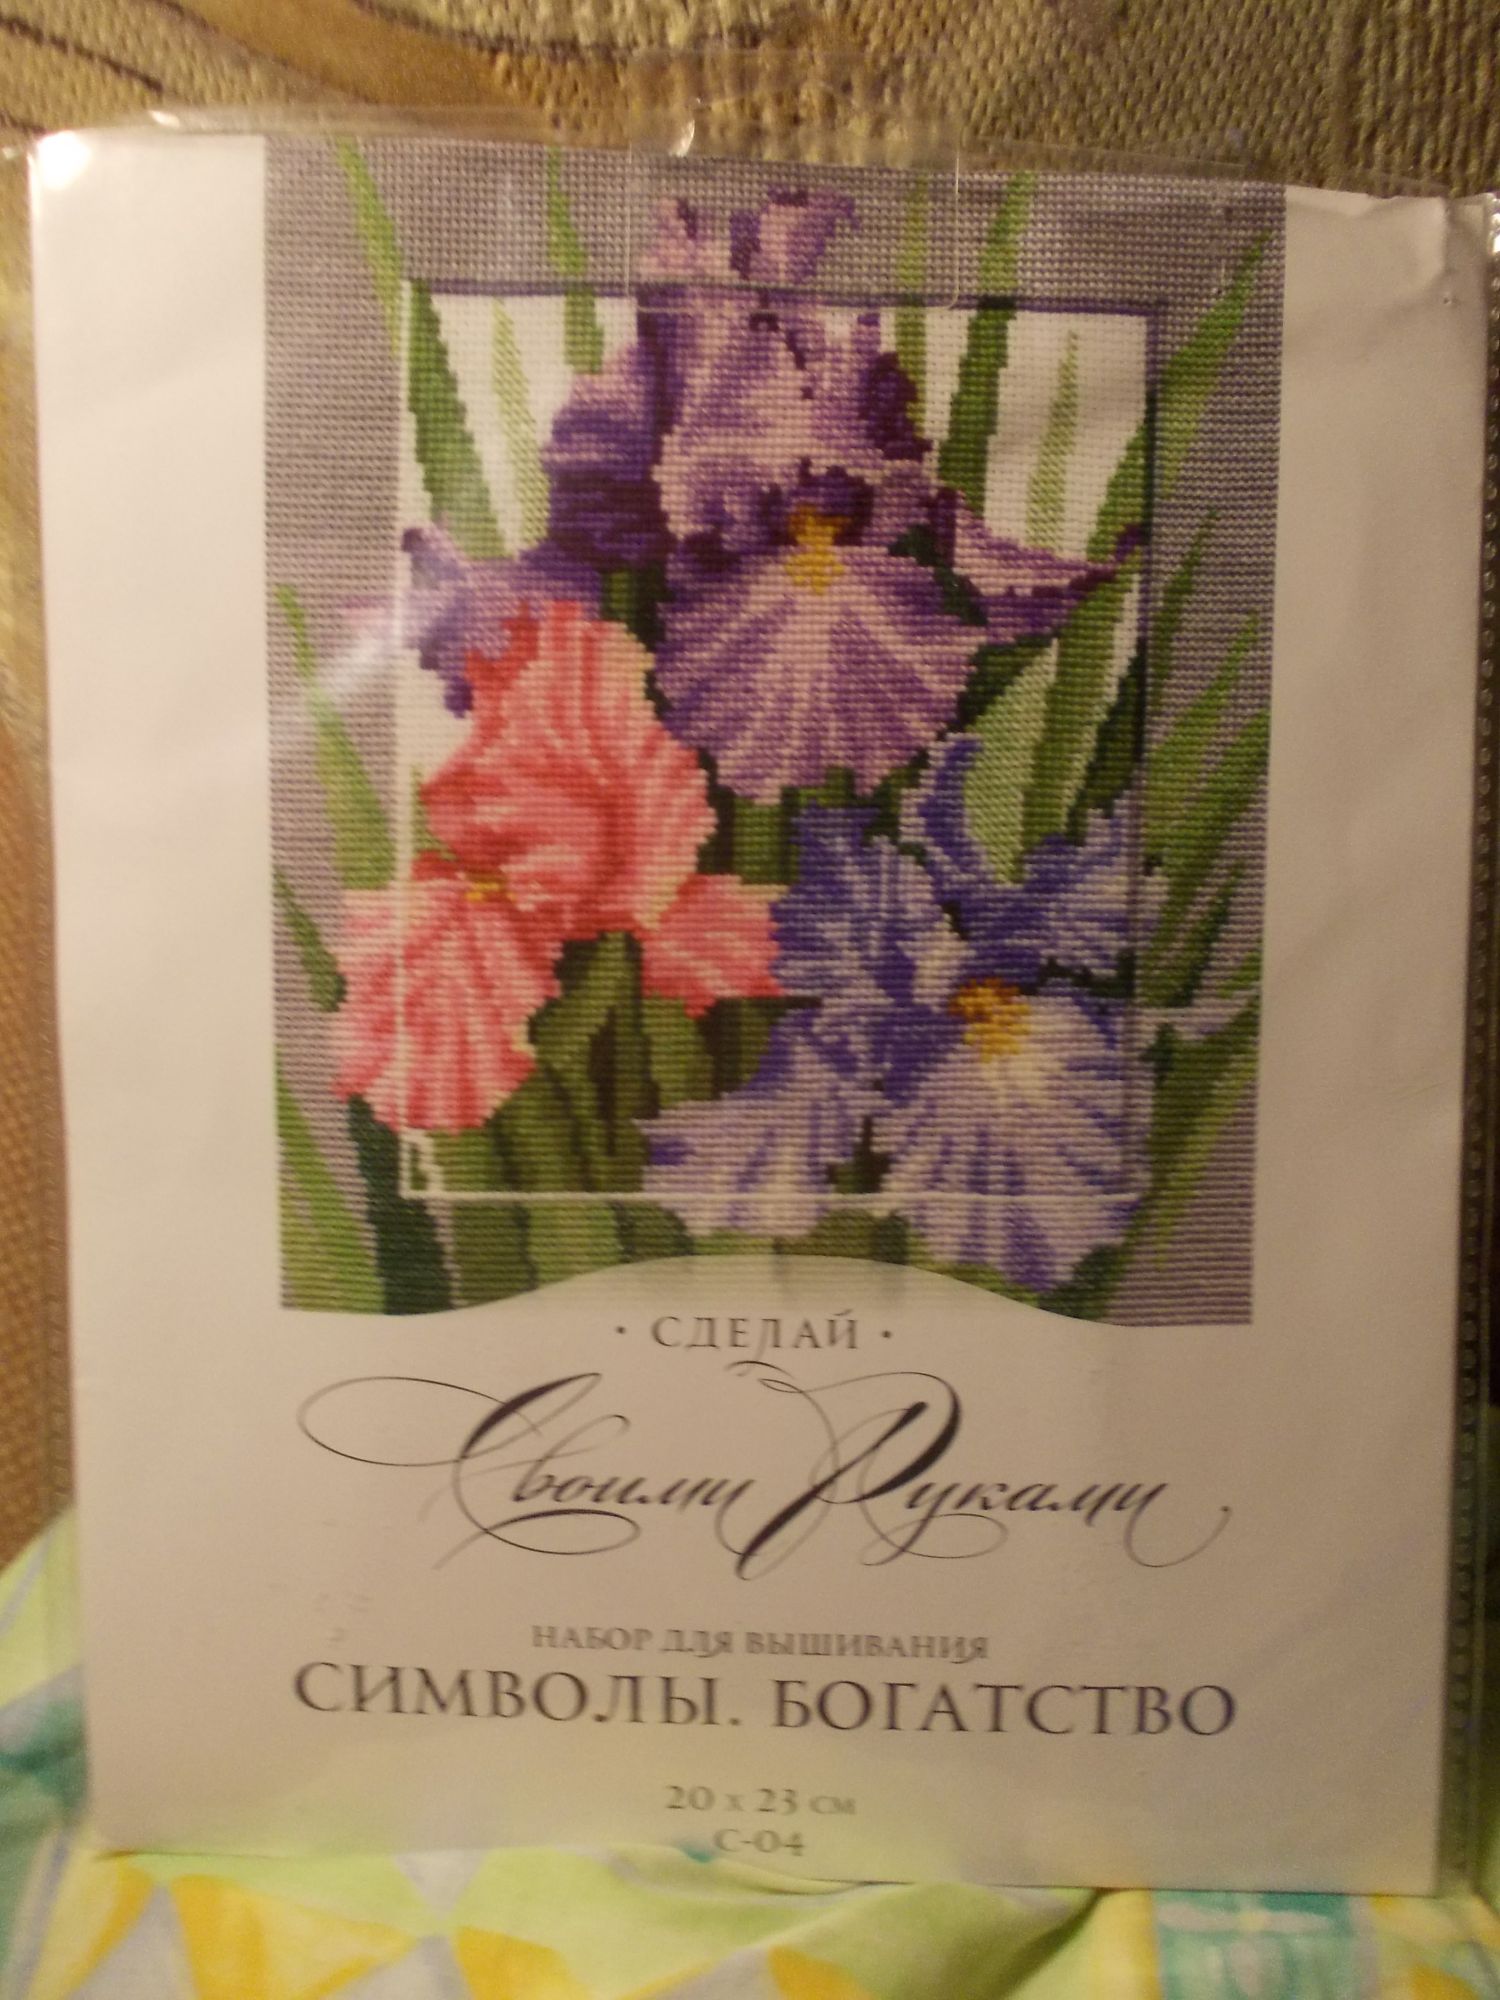 · СДЕЛАЙ ·
Своими Руками
НАБОР ДЛЯ ВЫШИВАНИЯ
СИМВОЛЫ. БОГАТСТВО
20 х 23 см
С-04